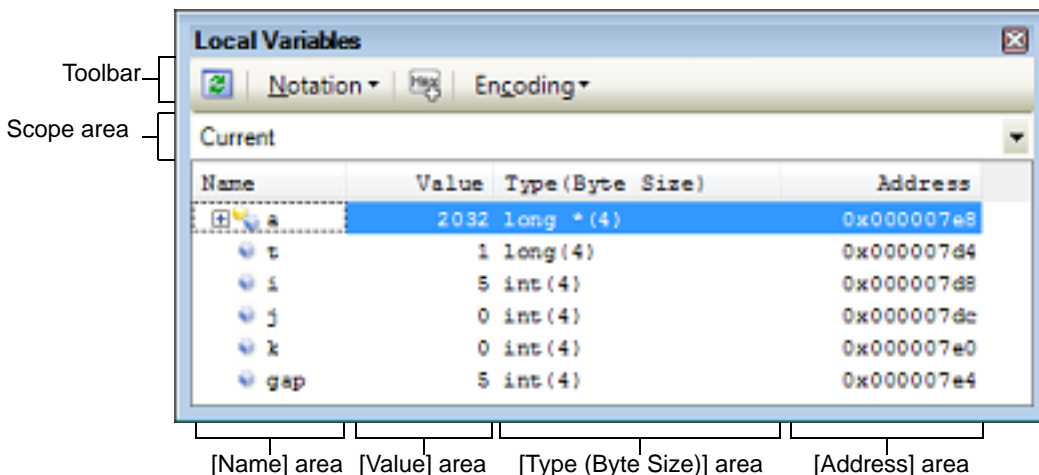 Local Variables
Toolbar
Notation Hex Encoding
Scope area
Current
Name Value Type(Byte Size) Address
a 2032 long *(4) 0x000007e8
t 1 long(4) 0x000007d4
i 5 int(4) 0x000007d8
j 0 int(4) 0x000007dc
k 0 int(4) 0x000007e0
gap 5 int(4) 0x000007e4
[Name] area [Value] area [Type (Byte Size)] area [Address] area